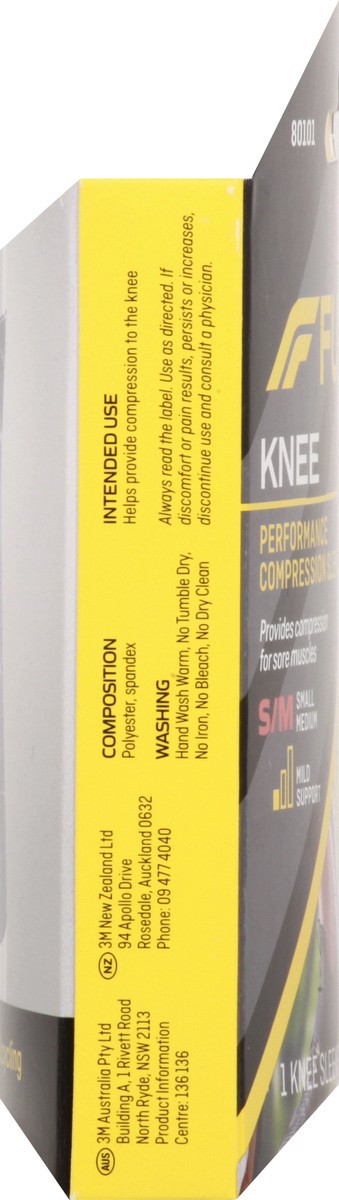 AUS 3M Australia Pty Ltd
Building A, 1 Rivett Road
North Ryde, NSW 2113
Product Information
Centre: 136 136
NZ 3M New Zealand Ltd
94 Apollo Drive
Rosedale, Auckland 0632
Phone: 09 477 4040
COMPOSITION
Polyester, spandex
WASHING
Hand Wash Warm, No Tumble Dry,
No Iron, No Bleach, No Dry Clean
INTENDED USE
Helps provide compression to the knee
Always read the label. Use as directed. If
discomfort or pain results, persists or increases,
discontinue use and consult a physician.
80101
KNEE
PERFORMANCE
COMPRESSION
Provides compression
for sore muscles
S/M SMALL
MEDIUM
MILD
SUPPORT
1 KNEE